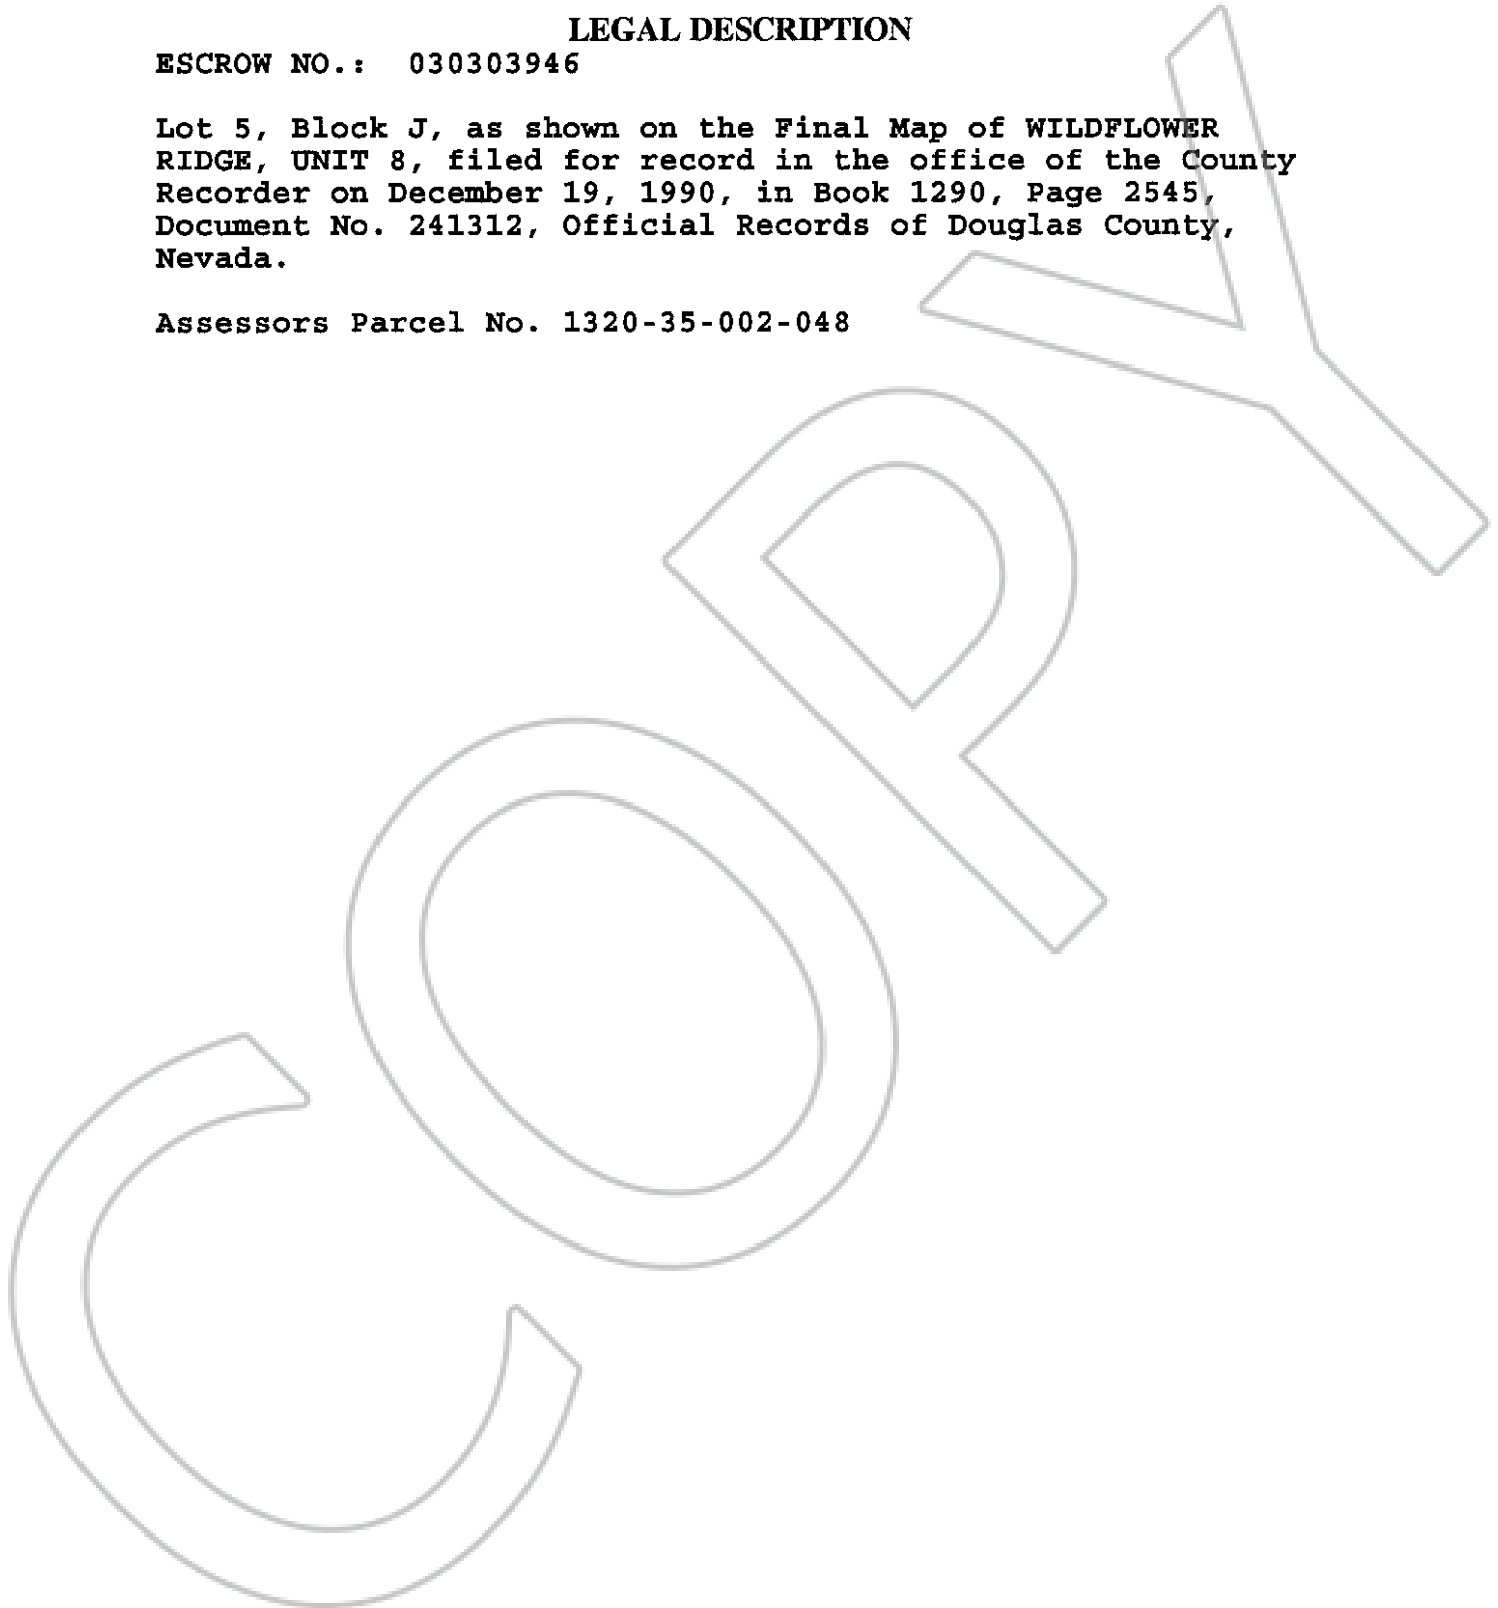 LEGAL DESCRIPTION
ESCROW NO.: 030303946
Lot 5, Block J, as shown on the Final Map of WILDFLOWER
RIDGE, UNIT 8, filed for record in the office of the County
Recorder on December 19, 1990, in Book 1290, Page 2545,
Document No. 241312, Official Records of Douglas County,
Nevada.
Assessors Parcel No. 1320-35-002-048
COPY